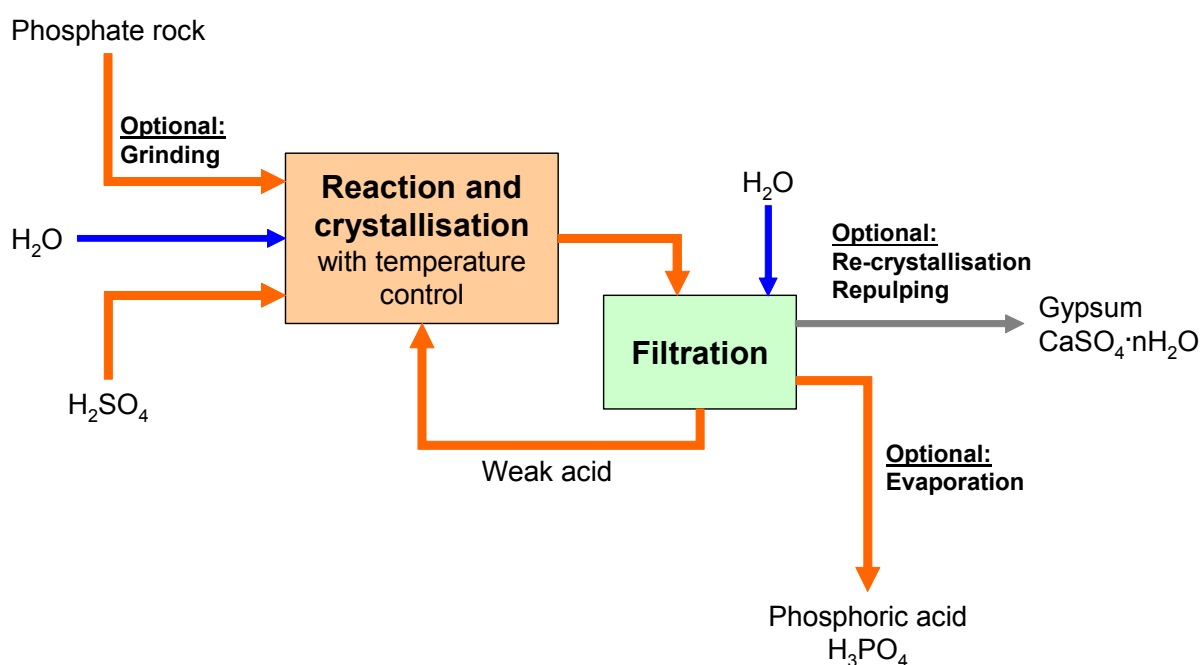 Phosphate rock
Optional:
Grinding
H₂O
H₂SO₄
Reaction and
crystallisation
with temperature
control
Weak acid
H₂O
Filtration
Optional:
Re-crystallisation
Repulping
Gypsum
CaSO₄·nH₂O
Optional:
Evaporation
Phosphoric acid
H₃PO₄